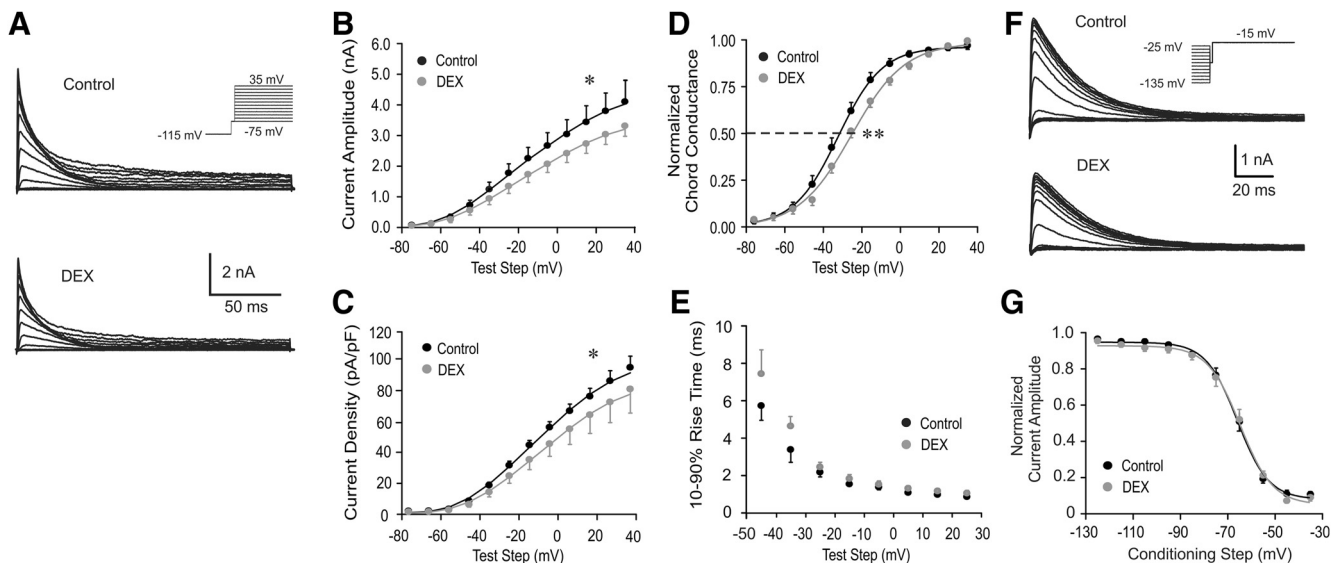 A
Control
35 mV
-115 mV
-75 mV
DEX
2 nA
50 ms
B
Current Amplitude (nA)
6.0
5.0
4.0
3.0
2.0
1.0
0.0
Control
DEX
*
-80 -60 -40 -20 0 20 40
Test Step (mV)
C
Current Density (pA/pF)
120
100
80
60
40
20
0
Control
DEX
*
-80 -60 -40 -20 0 20 40
Test Step (mV)
D
Normalized
Chord Conductance
1.00
0.75
0.50
0.25
0.00
Control
DEX
**
-80 -60 -40 -20 0 20 40
Test Step (mV)
E
10-90% Rise Time (ms)
10
8
6
4
2
0
Control
DEX
-50 -40 -30 -20 -10 0 10 20 30
Test Step (mV)
F
Control
-15 mV
-25 mV
-135 mV
DEX
1 nA
20 ms
G
Normalized
Current Amplitude
1.0
0.8
0.6
0.4
0.2
0
Control
DEX
-130 -110 -90 -70 -50 -30
Conditioning Step (mV)